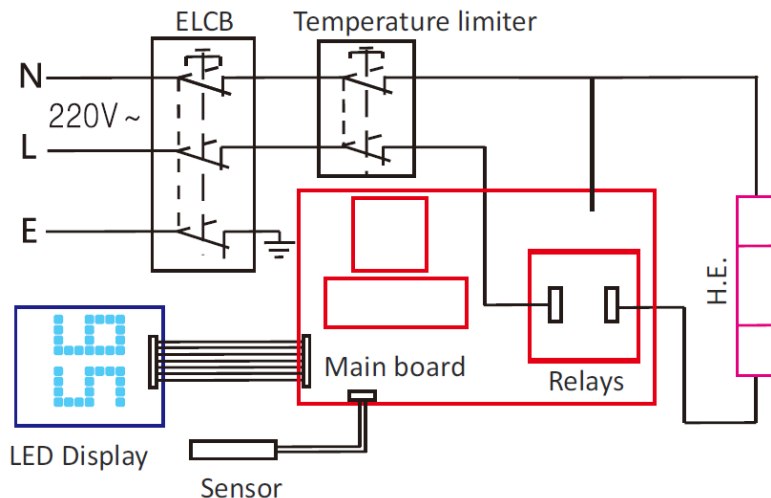 ELCB
Temperature limiter
N
220V~
L
E
H.E.
Main board
Relays
LED Display
Sensor